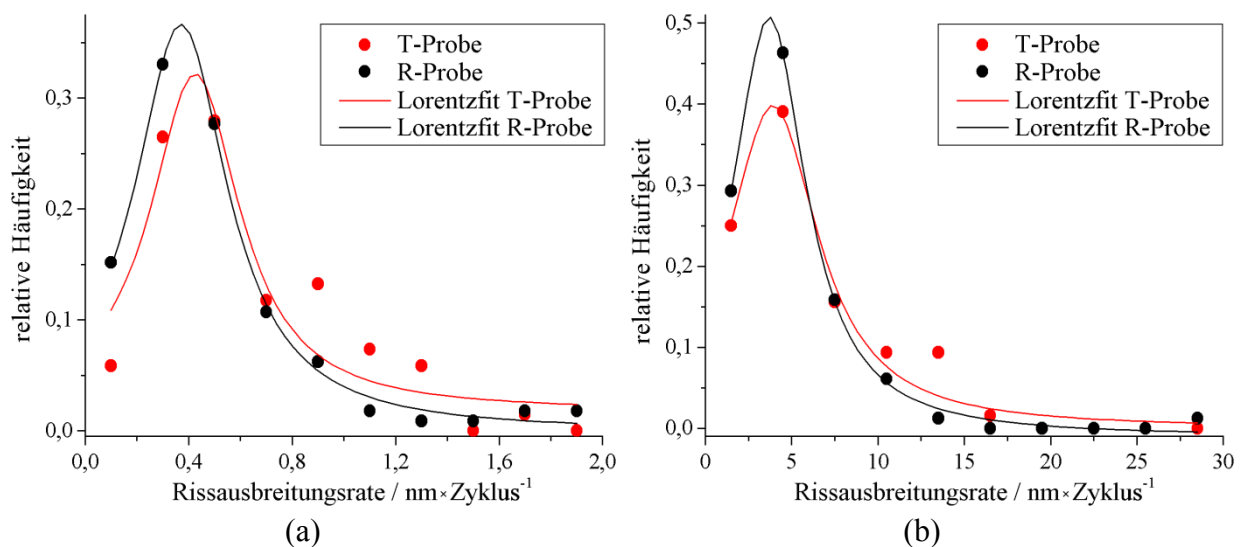 T-Probe
R-Probe
Lorentzfit T-Probe
Lorentzfit R-Probe
relative Häufigkeit
0,3
0,2
0,1
0,0
0,0 0,4 0,8 1,2 1,6 2,0
Rissausbreitungsrate / nm×Zyklus⁻¹
(a)
T-Probe
R-Probe
Lorentzfit T-Probe
Lorentzfit R-Probe
relative Häufigkeit
0,5
0,4
0,3
0,2
0,1
0,0
0 5 10 15 20 25 30
Rissausbreitungsrate / nm×Zyklus⁻¹
(b)